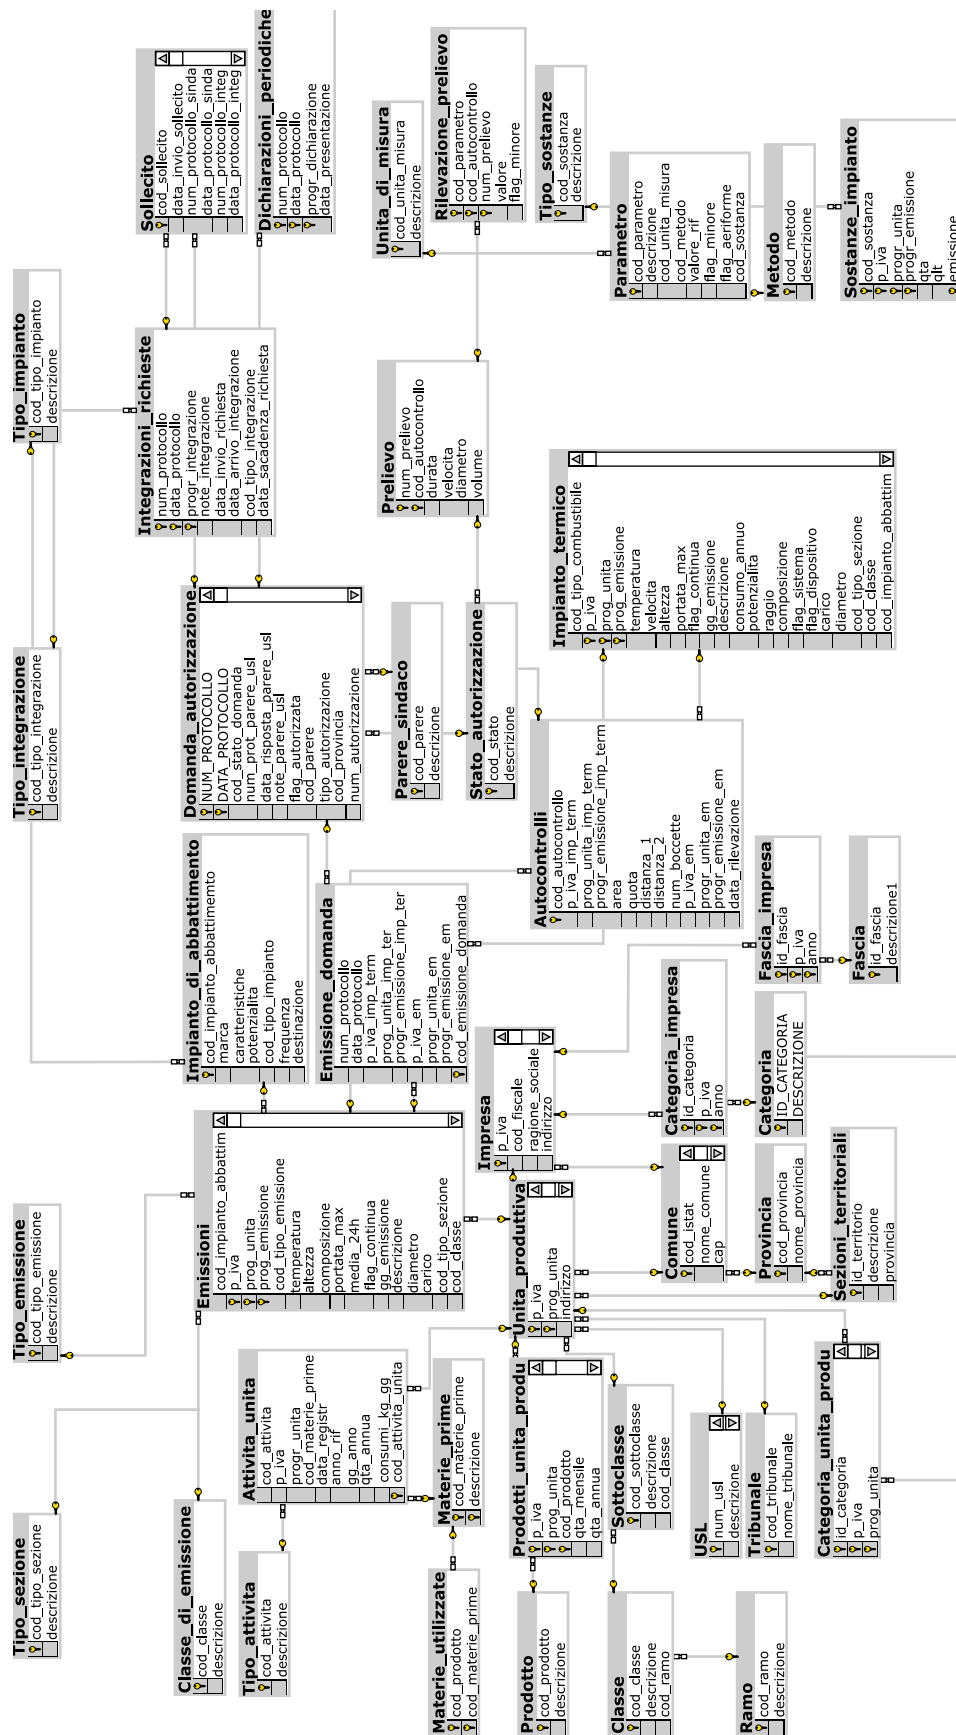 Tipo_sezione
cod_tipo_sezione
descrizione
Tipo_emissione
cod_tipo_emissione
descrizione
Tipo_integrazione
cod_tipo_integrazione
descrizione
Tipo_impianto
cod_tipo_impianto
descrizione
Classe_di_emissione
cod_classe
descrizione
Emissioni
cod_impianto_abbattim
p_iva
prog_unita
prog_emissione
cod_tipo_emissione
temperatura
altezza
composizione
portata_max
media_24h
flag_continua
gg_emissione
descrizione
diametro
carico
cod_tipo_sezione
cod_classe
Impianto_di_abbattimento
cod_impianto_abbattimemto
marca
caratteristiche
potenzialita
cod_tipo_impianto
frequenza
destinazione
Domanda_autorizzazione
NUM_PROTOCOLLO
DATA_PROTOCOLLO
cod_stato_domanda
num_prot_parere_usl
data_risposta_parere_usl
note_parere_usl
flag_autorizzata
cod_parere
tipo_autorizzazione
cod_provincia
num_autorizzazione
Integrazioni_richieste
num_protocollo
data_protocollo
progr_integrazione
note_integrazione
data_invio_richiesta
data_arrivo_integrazione
cod_tipo_integrazione
data_sacadenza_richiesta
Sollecito
cod_sollecito
data_invio_sollecito
num_protocollo_sinda
data_protocollo_sinda
num_protocollo_integ
data_protocollo_integ
Dichiarazioni_periodiche
num_protocollo
data_protocollo
progr_dichiarazione
data_presentazione
Tipo_attivita
cod_attivita
descrizione
Attivita_unita
cod_attivita
p_iva
progr_unita
cod_materie_prime
data_registr
anno_rif
gg_anno
qta_annua
consumi_kg_gg
cod_attivita_unita
Emissione_domanda
num_protocollo
data_protocollo
p_iva_imp_term
prog_unita_imp_ter
progr_emissione_imp_ter
p_iva_em
progr_unita_em
progr_emissione_em
cod_emissione_domanda
Parere_sindaco
cod_parere
descrizione
Prelievo
num_prelievo
cod_autocontrollo
durata
velocita
diametro
volume
Unita_di_misura
cod_unita_misura
descrizione
Rilevazione_prelievo
cod_parametro
cod_autocontrollo
num_prelievo
valore
flag_minore
Materie_utilizzate
cod_prodotto
cod_materie_prime
Materie_prime
cod_materie_prime
descrizione
Impresa
p_iva
cod_fiscale
ragione_sociale
indirizzo
Stato_autorizzazione
cod_stato
descrizione
Tipo_sostanze
cod_sostanza
descrizione
Prodotto
cod_prodotto
descrizione
Prodotti_unita_produ
p_iva
prog_unita
cod_prodotto
qta_mensile
qta_annua
Unita_produttiva
p_iva
prog_unita
indirizzo
Autocontrolli
cod_autocontrollo
p_iva_imp_term
prog_unita_imp_term
progr_emissione_imp_term
area
quota
distanza_1
distanza_2
num_boccette
p_iva_em
progr_unita_em
progr_emissione_em
data_rilevazione
Impianto_termico
cod_tipo_combustibile
p_iva
prog_unita
prog_emissione
temperatura
velocita
altezza
portata_max
flag_continua
gg_emissione
descrizione
consumo_annuo
potenzialita
raggio
composizione
flag_sistema
flag_dispositivo
carico
diametro
cod_tipo_sezione
cod_classe
cod_impianto_abbattim
Parametro
cod_parametro
descrizione
cod_unita_misura
cod_metodo
valore_rif
flag_minore
flag_aeriforme
cod_sostanza
Classe
cod_classe
descrizione
cod_ramo
Sottoclasse
cod_sottoclasse
descrizione
cod_classe
Comune
cod_istat
nome_comune
cap
Categoria_impresa
id_categoria
p_iva
anno
Fascia_impresa
id_fascia
p_iva
anno
Metodo
cod_metodo
descrizione
Ramo
cod_ramo
descrizione
USL
num_usl
descrizione
Tribunale
cod_tribunale
nome_tribunale
Provincia
cod_provincia
nome_provincia
Categoria
ID_CATEGORIA
DESCRIZIONE
Fascia
id_fascia
descrizione1
Sostanze_impianto
cod_sostanza
p_iva
progr_unita
progr_emissione
qta
qlt
emissione
Categoria_unita_produ
id_categoria
p_iva
prog_unita
Sezioni_territoriali
id_territorio
descrizione
provincia